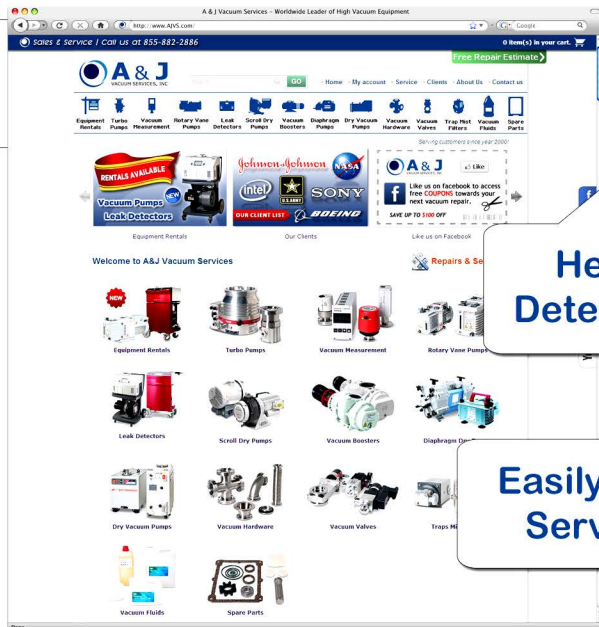 A & J Vacuum Services - Worldwide Leader of High Vacuum Equipment
http://www.AJVS.com/
Google
Sales & Service | Call us at 855-882-2886
0 item(s) in your cart.
Free Repair Estimate
A & J
VACUUM SERVICES, INC
GO
Home
My account
Service
Clients
About Us
Contact us
Equipment Rentals
Turbo Pumps
Vacuum Measurement
Rotary Vane Pumps
Leak Detectors
Scroll Dry Pumps
Vacuum Boosters
Diaphragm Pumps
Dry Vacuum Pumps
Vacuum Hardware
Vacuum Valves
Trap Mist Filters
Vacuum Fluids
Spare Parts
Serving customers since year 2000!
RENTALS AVAILABLE
NEW
Vacuum Pumps
Leak Detectors
Johnson & Johnson
NASA
intel
U.S.ARMY
SONY
OUR CLIENT LIST
BOEING
A & J
Like
Like us on facebook to access
free COUPONS towards your
next vacuum repair.
SAVE UP TO $100 OFF
Equipment Rentals
Our Clients
Like us on Facebook
Welcome to A&J Vacuum Services
Repairs & Se
He
Dete
NEW
Equipment Rentals
Turbo Pumps
Vacuum Measurement
Rotary Vane Pumps
Leak Detectors
Scroll Dry Pumps
Vacuum Boosters
Diaphragm
Easily
Serv
Dry Vacuum Pumps
Vacuum Hardware
Vacuum Valves
Traps Mi
Vacuum Fluids
Spare Parts